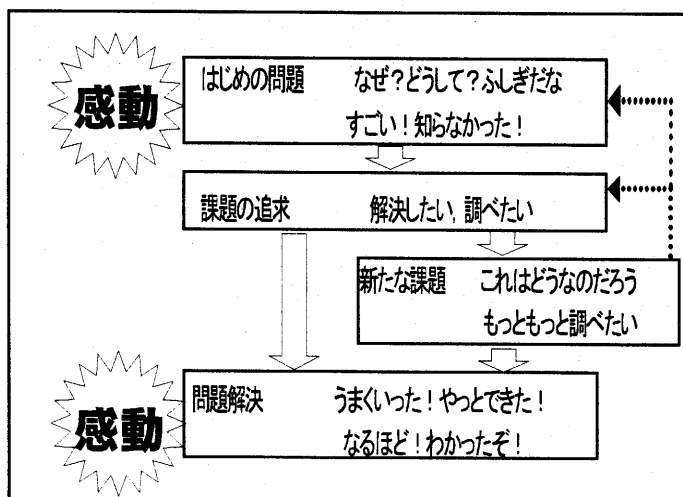 感動
はじめの問題 なぜ？どうして？ふしぎだな
すごい！知らなかった！
課題の追求 解決したい，調べたい
新たな課題 これはどうなのだろう
もっともっと調べたい
感動
問題解決 うまくいった！やっとできた！
なるほど！わかったぞ！